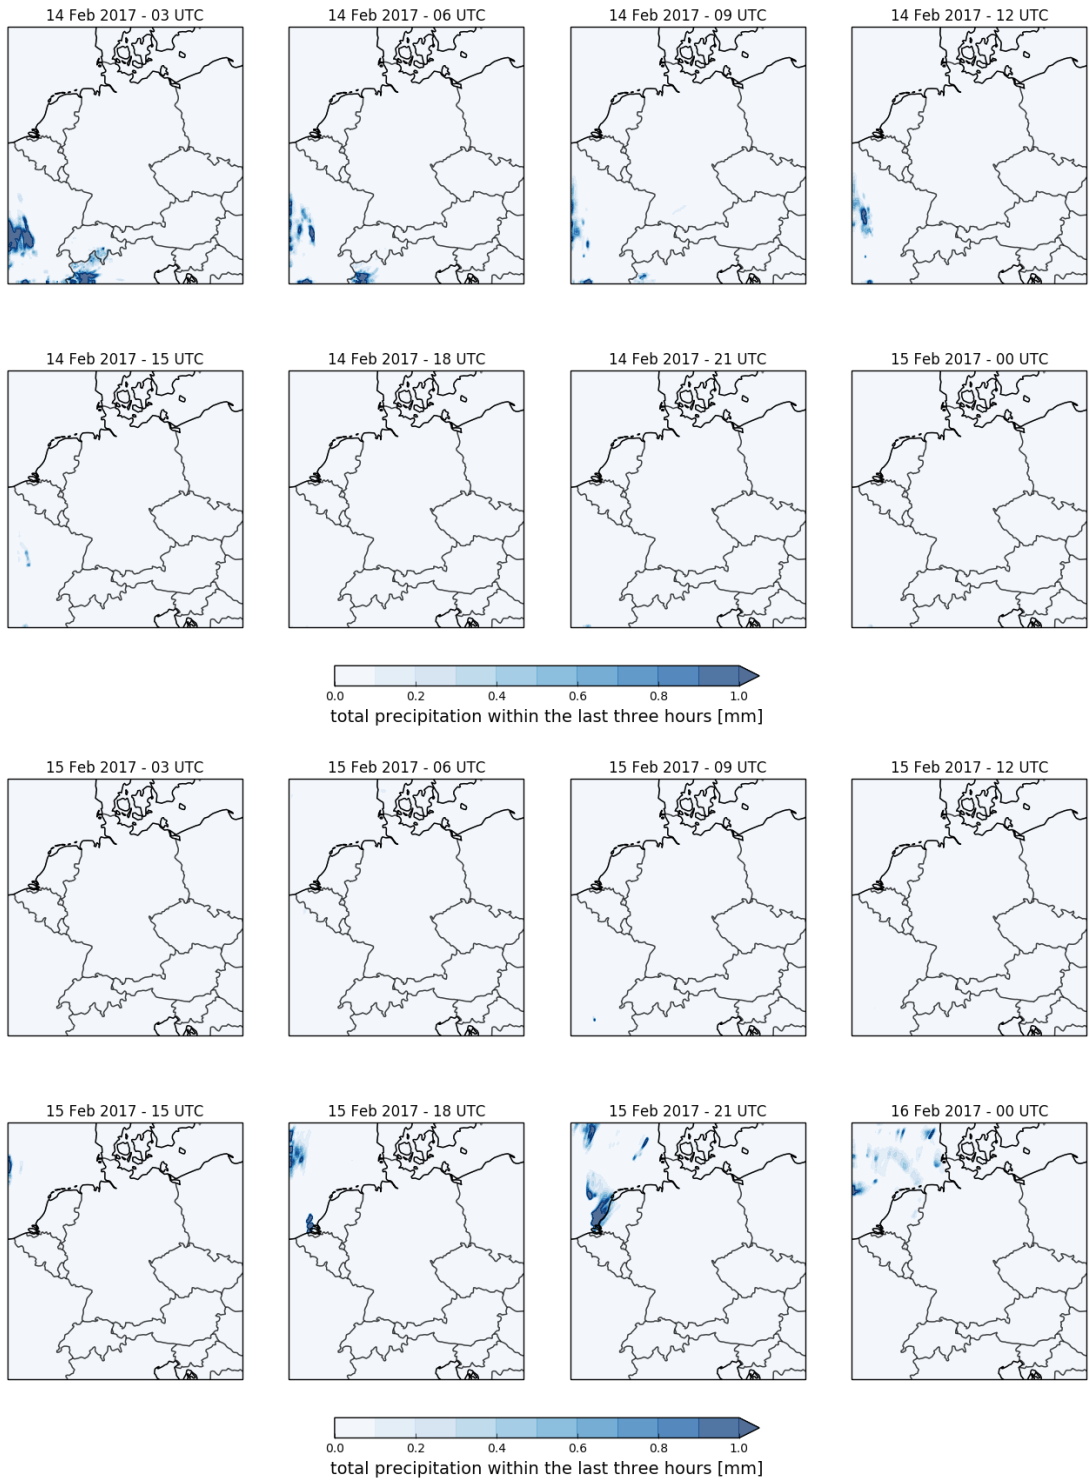 14 Feb 2017 - 03 UTC
14 Feb 2017 - 06 UTC
14 Feb 2017 - 09 UTC
14 Feb 2017 - 12 UTC
14 Feb 2017 - 15 UTC
14 Feb 2017 - 18 UTC
14 Feb 2017 - 21 UTC
15 Feb 2017 - 00 UTC
0.0 0.2 0.4 0.6 0.8 1.0
total precipitation within the last three hours [mm]
15 Feb 2017 - 03 UTC
15 Feb 2017 - 06 UTC
15 Feb 2017 - 09 UTC
15 Feb 2017 - 12 UTC
15 Feb 2017 - 15 UTC
15 Feb 2017 - 18 UTC
15 Feb 2017 - 21 UTC
16 Feb 2017 - 00 UTC
0.0 0.2 0.4 0.6 0.8 1.0
total precipitation within the last three hours [mm]